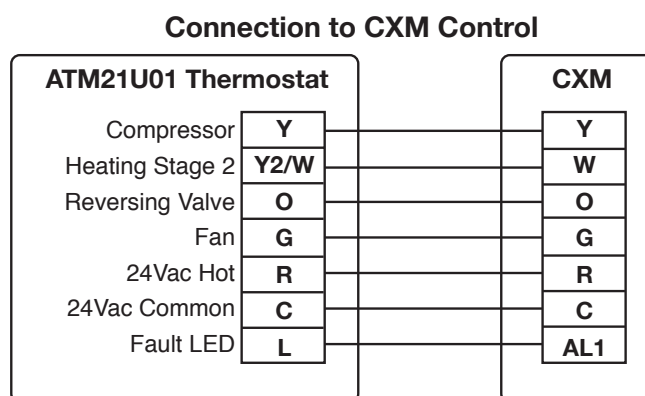 Connection to CXM Control
ATM21U01 Thermostat CXM
Compressor Y Y
Heating Stage 2 Y2/W W
Reversing Valve O O
Fan G G
24Vac Hot R R
24Vac Common C C
Fault LED L AL1